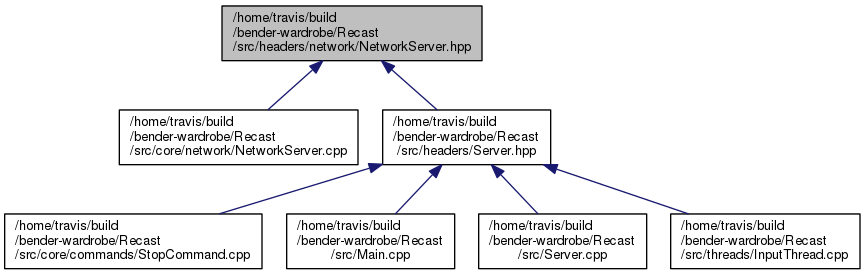 /home/travis/build
/bender-wardrobe/Recast
/src/headers/network/NetworkServer.hpp
/home/travis/build
/bender-wardrobe/Recast
/src/core/network/NetworkServer.cpp
/home/travis/build
/bender-wardrobe/Recast
/src/headers/Server.hpp
/home/travis/build
/bender-wardrobe/Recast
/src/core/commands/StopCommand.cpp
/home/travis/build
/bender-wardrobe/Recast
/src/Main.cpp
/home/travis/build
/bender-wardrobe/Recast
/src/Server.cpp
/home/travis/build
/bender-wardrobe/Recast
/src/threads/InputThread.cpp